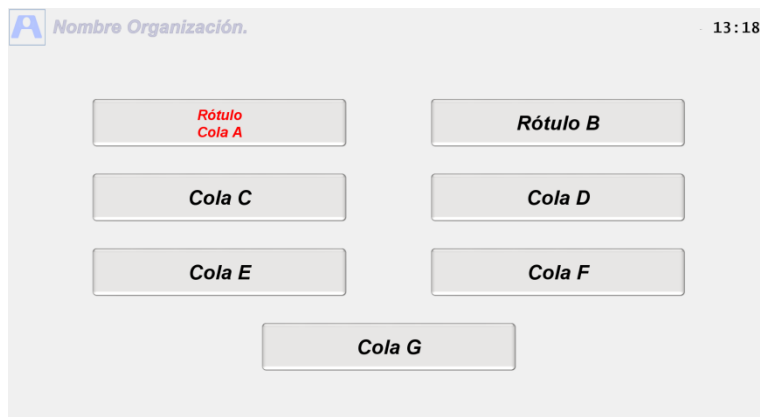 Nombre Organización.
13:18
Rótulo
Cola A
Rótulo B
Cola C
Cola D
Cola E
Cola F
Cola G